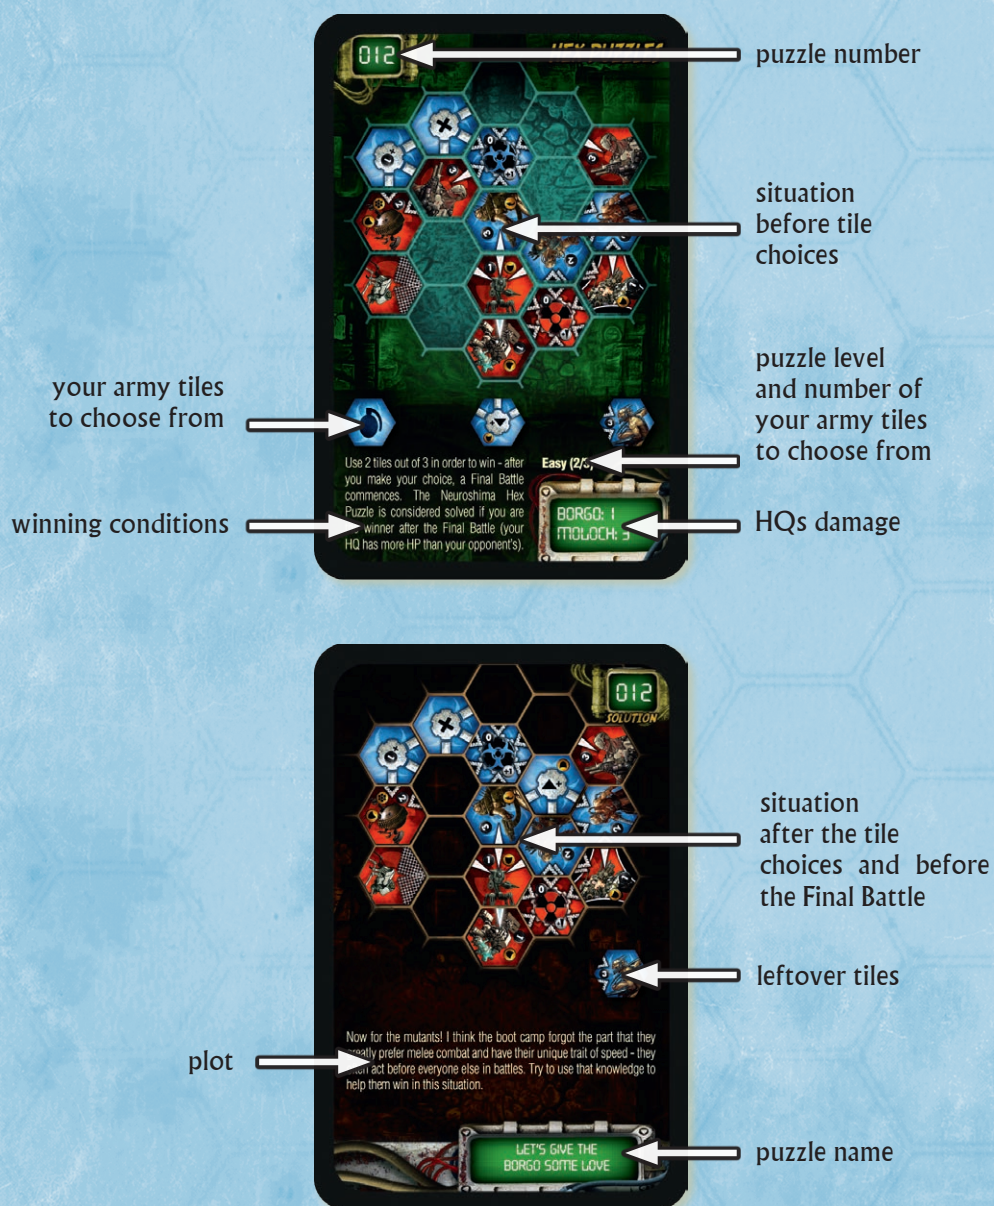 012
HEX PUZZLES
puzzle number
situation
before tile
choices
puzzle level
and number of
your army tiles
to choose from
your army tiles
to choose from
Use 2 tiles out of 3 in order to win - after
you make your choice, a Final Battle
commences. The Neuroshima Hex
Puzzle is considered solved if you are
winner after the Final Battle (your
HQ has more HP than your opponent's).
Easy (2/3)
winning conditions
BORGO: 1
MOLOCH: 5
HQs damage
012
SOLUTION
situation
after the tile
choices and before
the Final Battle
leftover tiles
Now for the mutants! I think the boot camp forgot the part that they
greatly prefer melee combat and have their unique trait of speed - they
often act before everyone else in battles. Try to use that knowledge to
help them win in this situation.
plot
LET'S GIVE THE
BORGO SOME LOVE
puzzle name